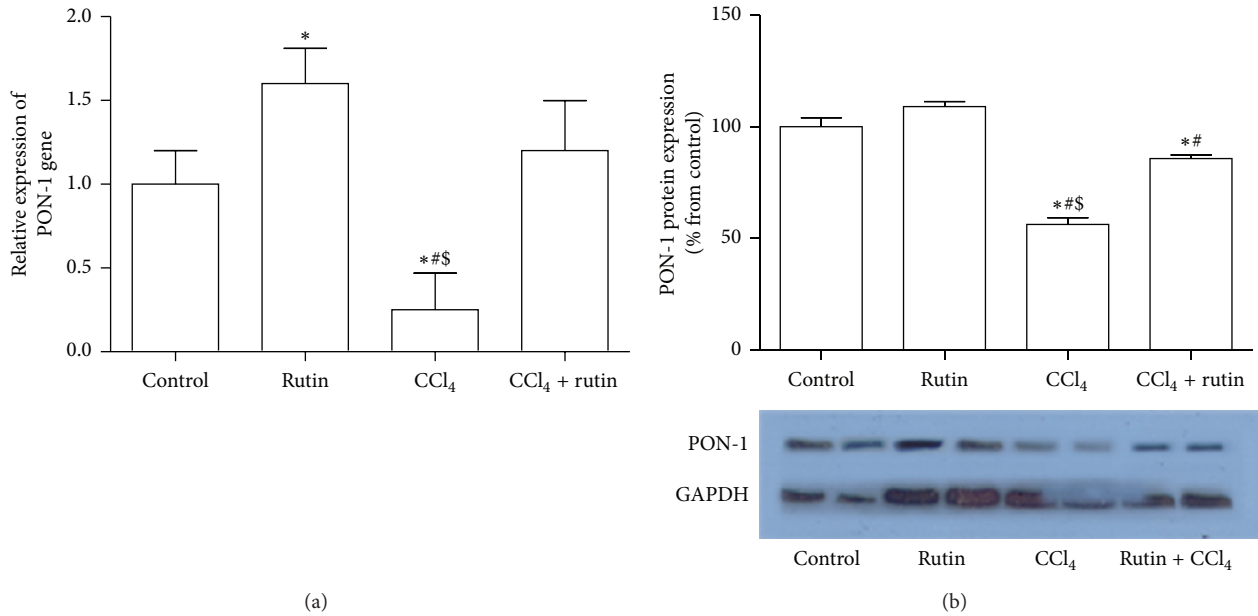 Relative expression of
PON-1 gene
2.0
1.5
1.0
0.5
0.0
*
*#$
Control
Rutin
CCl₄
CCl₄ + rutin
(a)
PON-1 protein expression
(% from control)
150
100
50
0
*#$
*#
Control
Rutin
CCl₄
CCl₄ + rutin
PON-1
GAPDH
Control
Rutin
CCl₄
Rutin + CCl₄
(b)